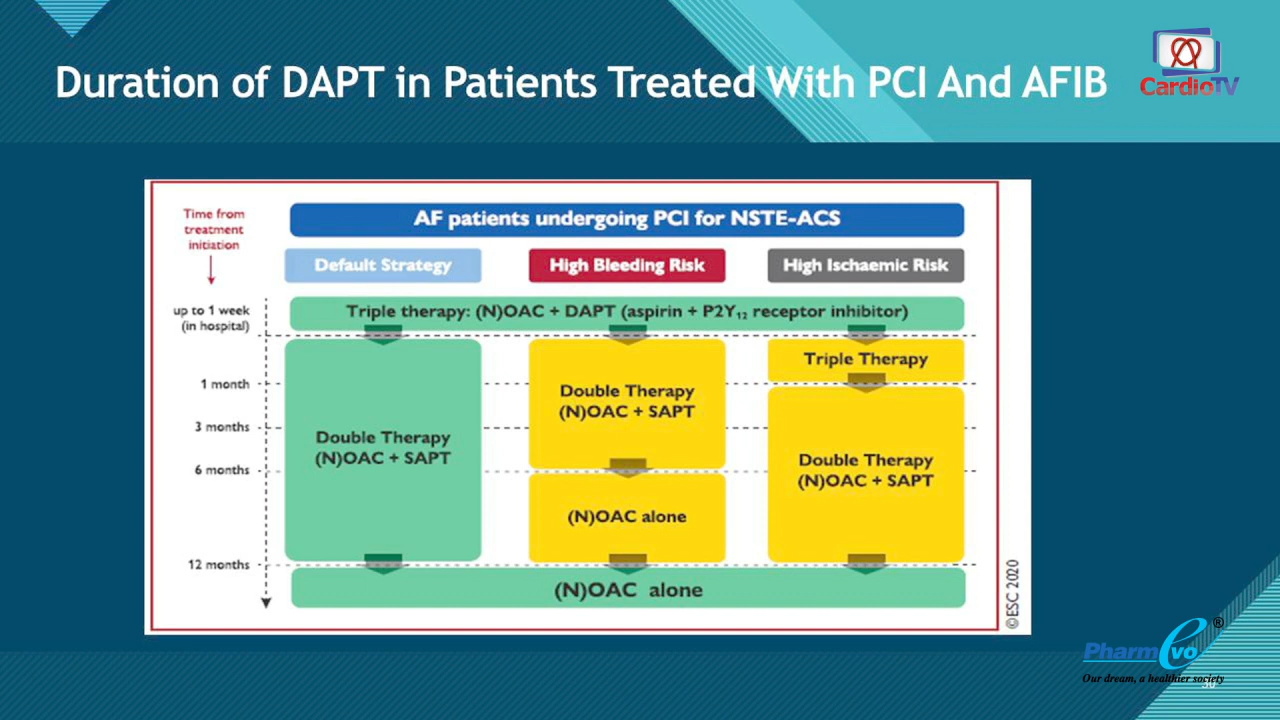 Duration of DAPT in Patients Treated With PCI And AFIB
CardioTV
Time from
treatment
initiation
AF patients undergoing PCI for NSTE-ACS
Default Strategy
High Bleeding Risk
High Ischaemic Risk
up to 1 week
(in hospital)
Triple therapy: (N)OAC + DAPT (aspirin + P2Y₁₂ receptor inhibitor)
Triple Therapy
1 month
Double Therapy
(N)OAC + SAPT
3 months
Double Therapy
(N)OAC + SAPT
6 months
Double Therapy
(N)OAC + SAPT
(N)OAC alone
12 months
(N)OAC alone
©ESC 2020
PharmEvo®
Our dream, a healthier society